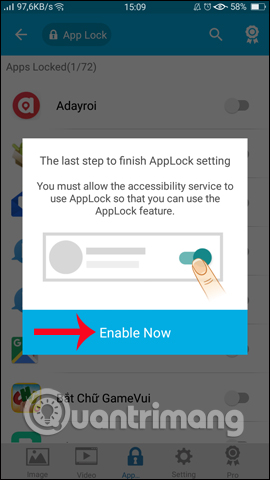 97,6KB/s 15:09 58%
App Lock
Apps Locked(1/72)
Adayroi
The last step to finish AppLock setting
You must allow the accessibility service to
use AppLock so that you can use the
AppLock feature.
Enable Now
Bắt Chữ GameVui
Quantrimang
Image Video App.. Setting Pro